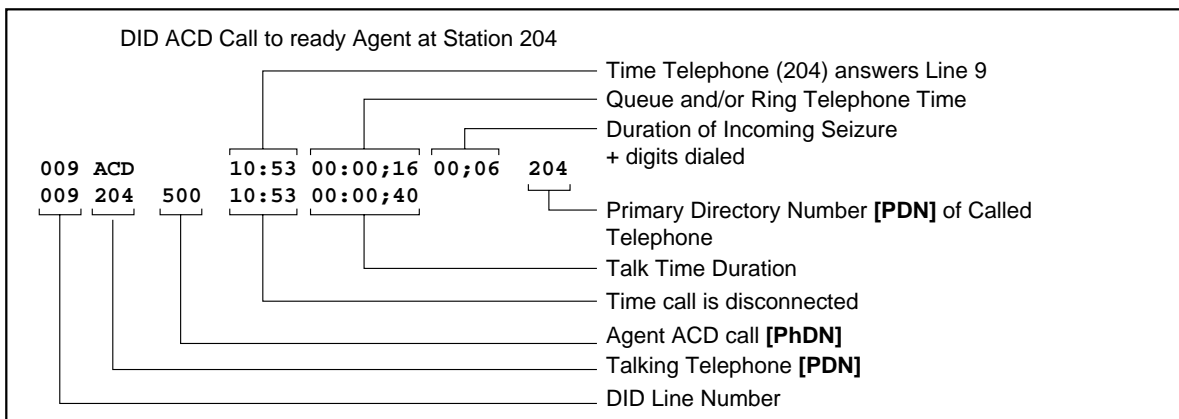 DID ACD Call to ready Agent at Station 204
Time Telephone (204) answers Line 9
Queue and/or Ring Telephone Time
Duration of Incoming Seizure
+ digits dialed
009 ACD 10:53 00:00;16 00;06 204
009 204 500 10:53 00:00;40
Primary Directory Number [PDN] of Called
Telephone
Talk Time Duration
Time call is disconnected
Agent ACD call [PhDN]
Talking Telephone [PDN]
DID Line Number